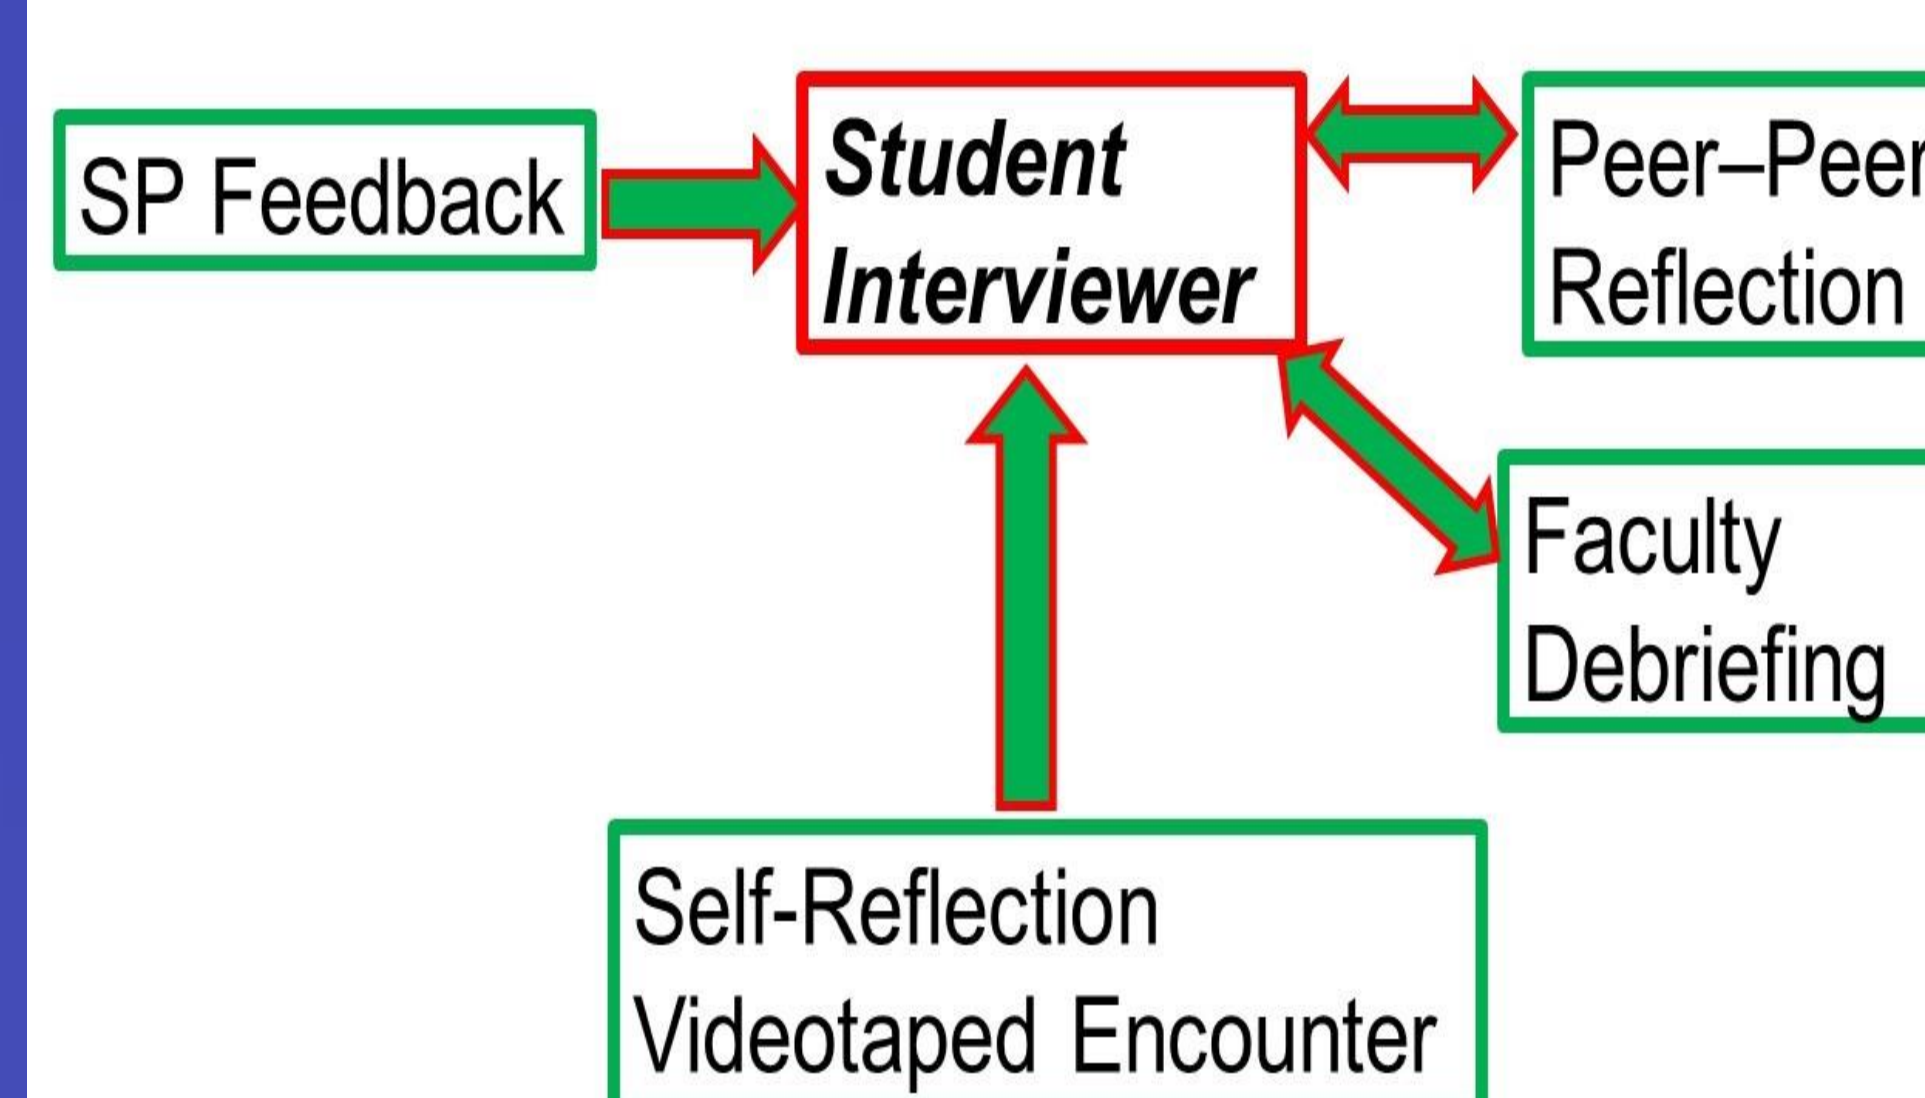 SP Feedback
Student
Interviewer
Peer–Peer
Reflection
Faculty
Debriefing
Self-Reflection
Videotaped Encounter